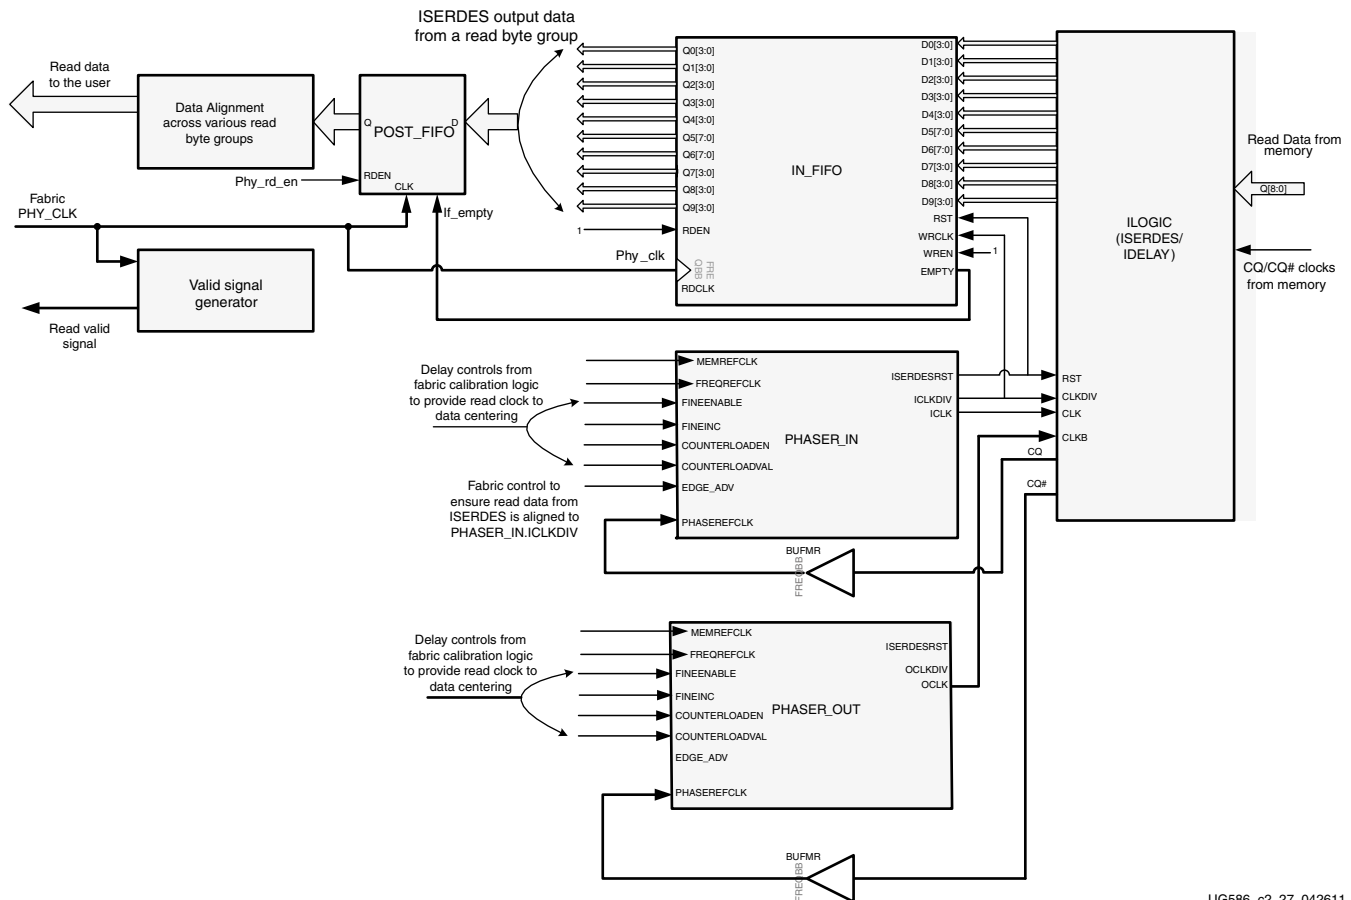 ISERDES output data
from a read byte group
Read data
to the user
Data Alignment
across various read
byte groups
Q
POST_FIFO
D
RDEN
CLK
Phy_rd_en
Fabric
PHY_CLK
If_empty
Valid signal
generator
Read valid
signal
Q0[3:0]
Q1[3:0]
Q2[3:0]
Q3[3:0]
Q4[3:0]
Q5[7:0]
Q6[7:0]
Q7[3:0]
Q8[3:0]
Q9[3:0]
1
RDEN
Phy_clk
FRE
QBB
RDCLK
IN_FIFO
D0[3:0]
D1[3:0]
D2[3:0]
D3[3:0]
D4[3:0]
D5[7:0]
D6[7:0]
D7[3:0]
D8[3:0]
D9[3:0]
RST
WRCLK
WREN
1
EMPTY
ILOGIC
(ISERDES/
IDELAY)
Read Data from
memory
Q[8:0]
CQ/CQ# clocks
from memory
RST
CLKDIV
CLK
CLKB
CQ
CQ#
Delay controls from
fabric calibration logic
to provide read clock to
data centering
Fabric control to
ensure read data from
ISERDES is aligned to
PHASER_IN.ICLKDIV
MEMREFCLK
FREQREFCLK
FINEENABLE
FINEINC
COUNTERLOADEN
COUNTERLOADVAL
EDGE_ADV
PHASEREFCLK
PHASER_IN
ISERDESRST
ICLKDIV
ICLK
BUFMR
FREQBB
Delay controls from
fabric calibration logic
to provide read clock to
data centering
MEMREFCLK
FREQREFCLK
FINEENABLE
FINEINC
COUNTERLOADEN
COUNTERLOADVAL
EDGE_ADV
PHASEREFCLK
PHASER_OUT
ISERDESRST
OCLKDIV
OCLK
BUFMR
FREQBB
UG586_c2_27_042611